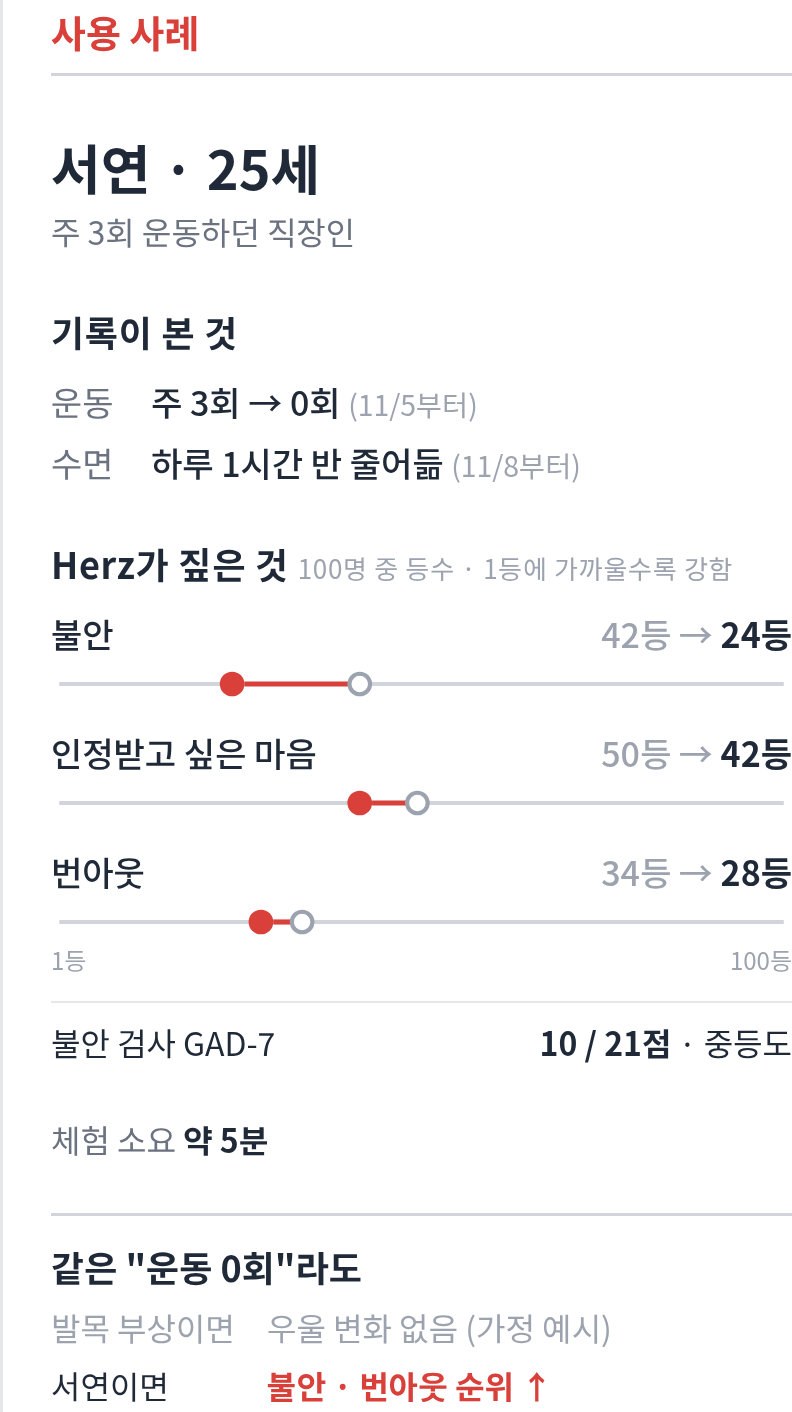 사용 사례
서연 · 25세
주 3회 운동하던 직장인
기록이 본 것
운동 주 3회 → 0회 (11/5부터)
수면 하루 1시간 반 줄어듦 (11/8부터)
Herz가 짚은 것 100명 중 등수 · 1등에 가까울수록 강함
불안 42등 → 24등
인정받고 싶은 마음 50등 → 42등
번아웃 34등 → 28등
1등 100등
불안 검사 GAD-7 10 / 21점 · 중등도
체험 소요 약 5분
같은 "운동 0회"라도
발목 부상이면 우울 변화 없음 (가정 예시)
서연이면 불안 · 번아웃 순위 ↑